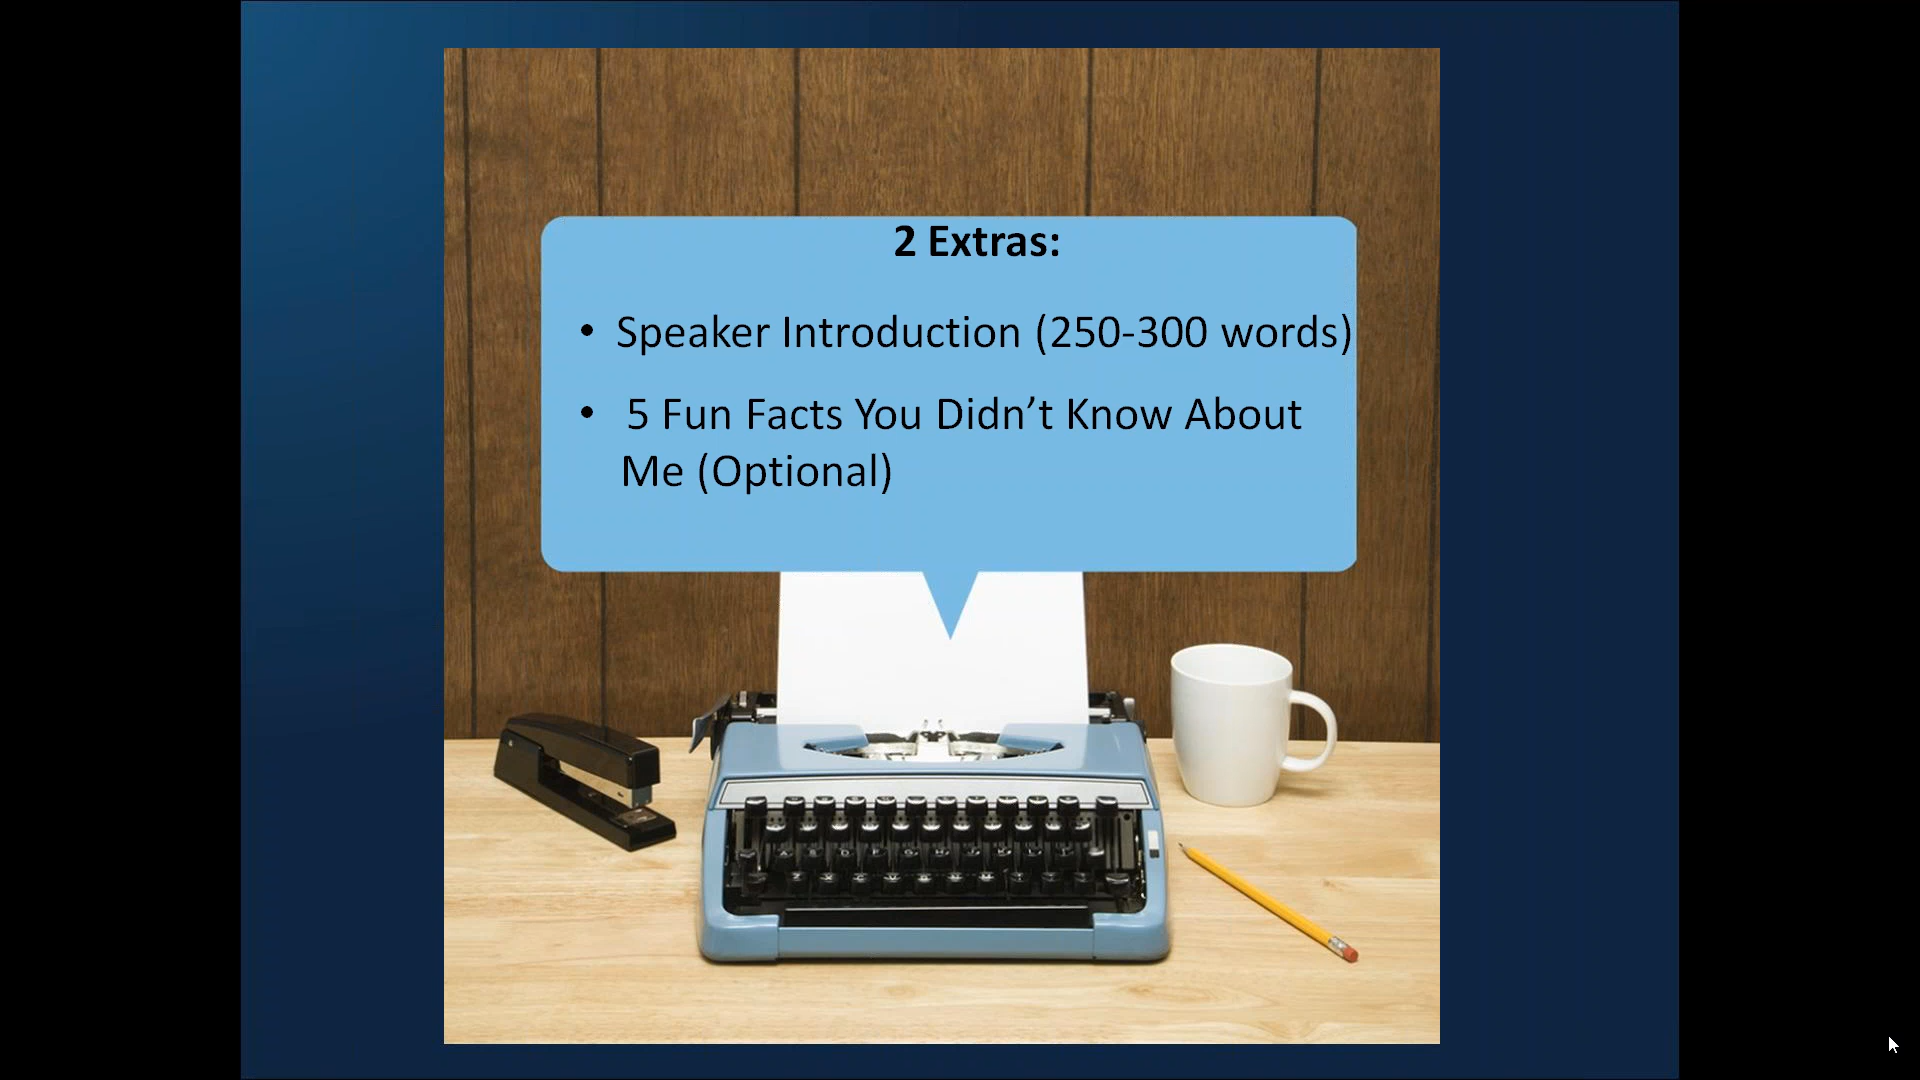 2 Extras:
• Speaker Introduction (250-300 words)
• 5 Fun Facts You Didn’t Know About
Me (Optional)